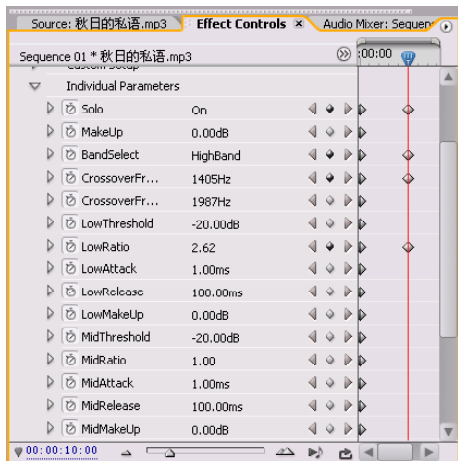 Source: 秋日的私语.mp3 Effect Controls × Audio Mixer: Sequen
Sequence 01 * 秋日的私语.mp3 :00:00
Custom Setup
Individual Parameters
Solo On
MakeUp 0.00dB
BandSelect HighBand
CrossoverFr... 1405Hz
CrossoverFr... 1987Hz
LowThreshold -20.00dB
LowRatio 2.62
LowAttack 1.00ms
LowRelease 100.00ms
LowMakeUp 0.00dB
MidThreshold -20.00dB
MidRatio 1.00
MidAttack 1.00ms
MidRelease 100.00ms
MidMakeUp 0.00dB
00:00:10:00